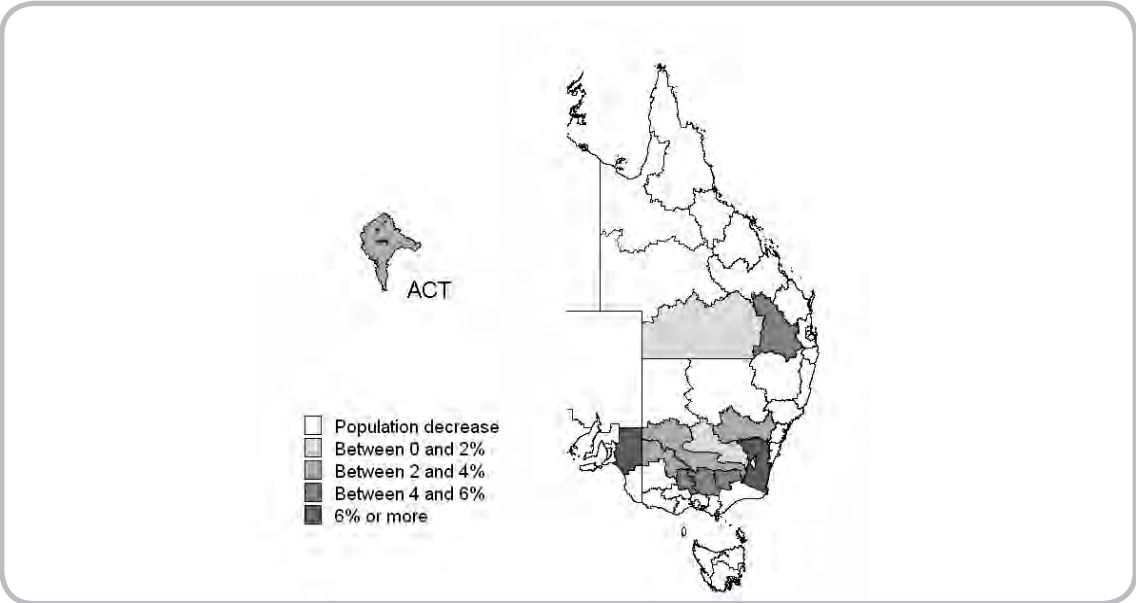 ACT
Population decrease
Between 0 and 2%
Between 2 and 4%
Between 4 and 6%
6% or more